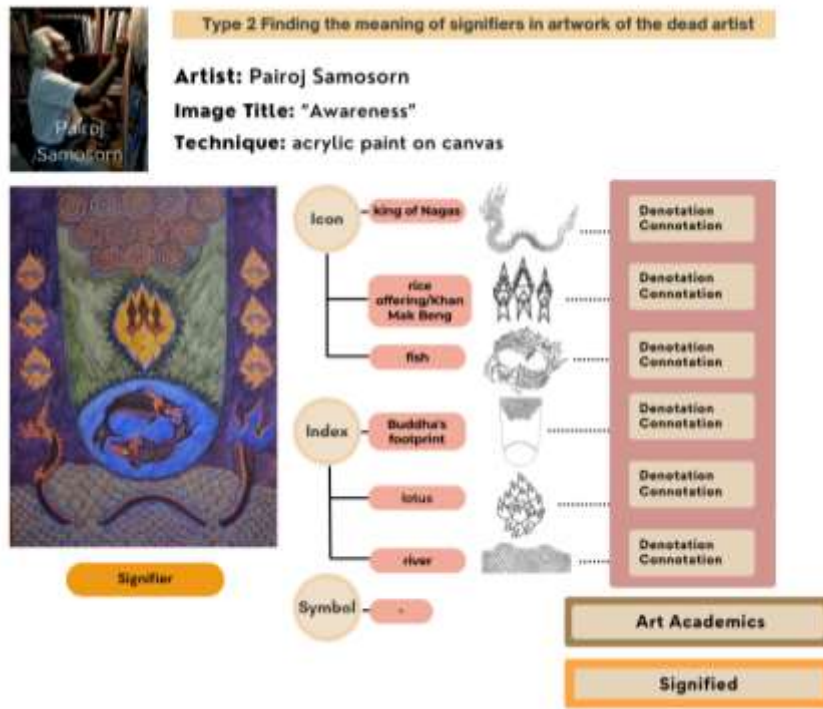 Type 2 Finding the meaning of signifiers in artwork of the dead artist
Pairoj
Samosorn
Artist: Pairoj Samosorn
Image Title: "Awareness"
Technique: acrylic paint on canvas
Icon
king of Nagas
Denotation
Connotation
rice
offering/Khan
Mak Beng
Denotation
Connotation
fish
Denotation
Connotation
Index
Buddha's
footprint
Denotation
Connotation
lotus
Denotation
Connotation
river
Denotation
Connotation
Signifier
Symbol
-
Art Academics
Signified